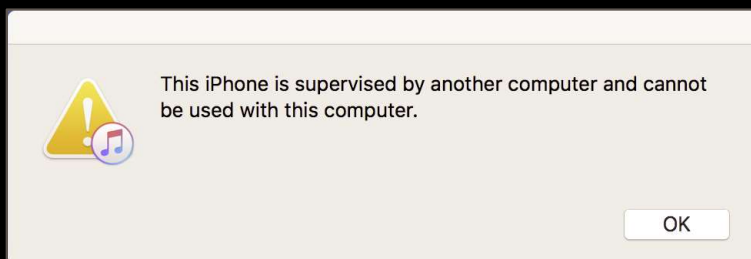 This iPhone is supervised by another computer and cannot
be used with this computer.
OK